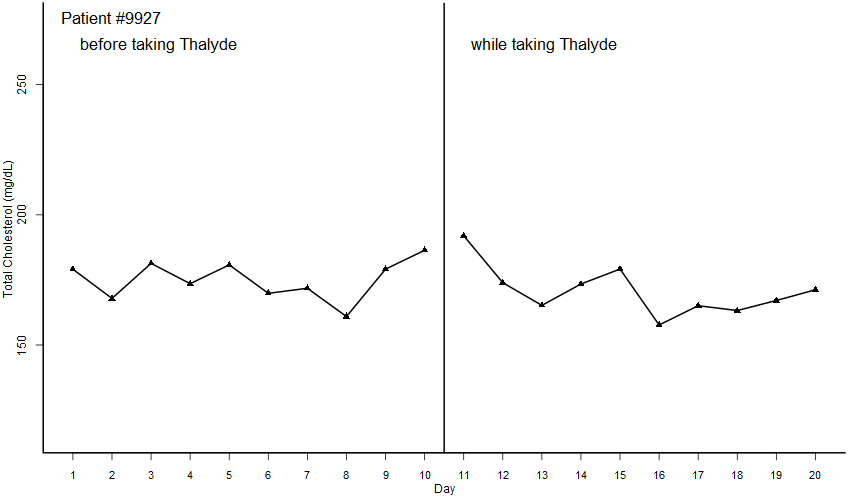 Patient #9927
before taking Thalyde
while taking Thalyde
Total Cholesterol (mg/dL)
250
200
150
1 2 3 4 5 6 7 8 9 10 11 12 13 14 15 16 17 18 19 20
Day